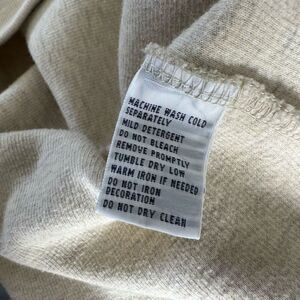 MACHINE WASH COLD
SEPARATELY
MILD DETERGENT
DO NOT BLEACH
REMOVE PROMPTLY
TUMBLE DRY LOW
WARM IRON IF NEEDED
DO NOT IRON
DECORATION
DO NOT DRY CLEAN